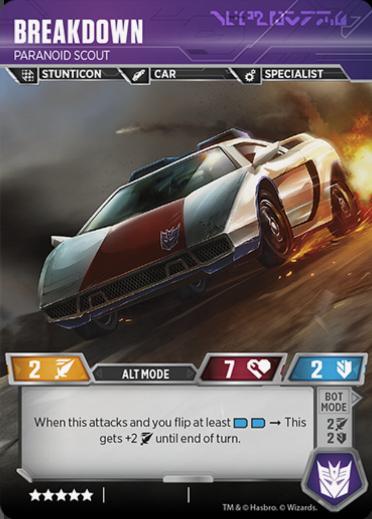 BREAKDOWN
PARANOID SCOUT
STUNTICON CAR SPECIALIST
2 ALT MODE 7 2
When this attacks and you flip at least → This
gets +2 until end of turn.
BOT
MODE
2
2
TM & © Hasbro. © Wizards.